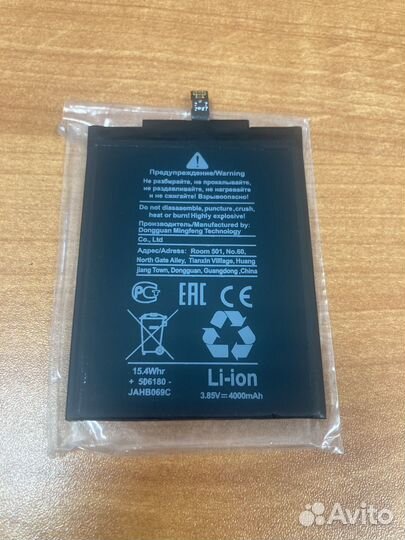 Предупреждение/Warning
Не разбирайте, не прокалывайте,
не раздавливайте, не нагревайте
и не сжигайте! Взрывоопасно!
Do not disassemble, puncture,crush,
heat or burn! Highly explosive!
Производитель/Manufactured by:
Dongguan Mingfeng Technology
Co., Ltd
Адрес/Adress: Room 501, No.60,
North Gate Alley, Tianxin Village, Huang
jiang Town, Dongguan, Guangdong ,China
РСТ EAC CE
15.4Whr
+ 506180 -
JAHB069C
Li-ion
3.85V⎓4000mAh
Avito